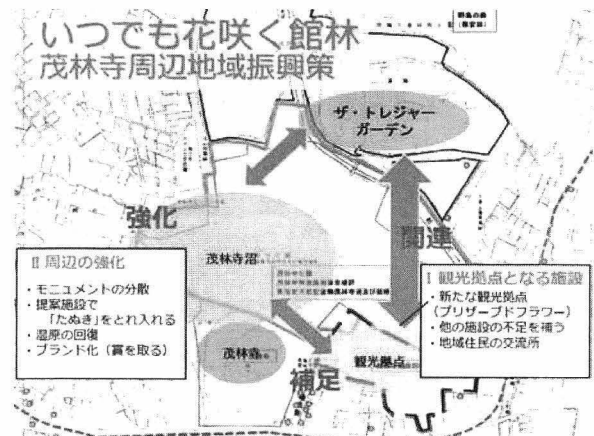 いつでも花咲く館林
茂林寺周辺地域振興策
ザ・トレジャー
ガーデン
強化
関連
茂林寺沼
II 周辺の強化
・モニュメントの分散
・提案施設で
「たぬき」をとれ入れる
・湿原の回復
・ブランド化（賞を取る）
I 観光拠点となる施設
・新たな観光拠点
（プリザーブドフラワー）
・他の施設の不足を補う
・地域住民の交流所
茂林寺
補足
観光拠点